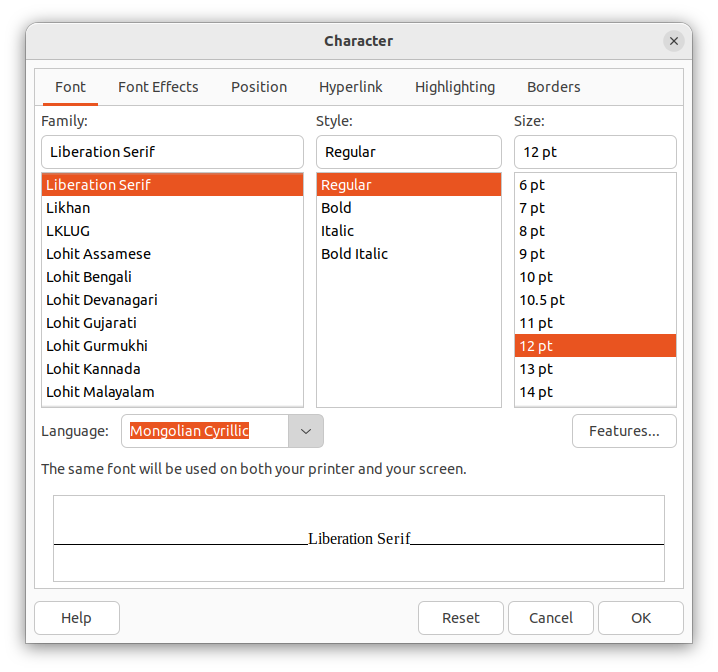 Character
Font Font Effects Position Hyperlink Highlighting Borders
Family: Style: Size:
Liberation Serif Regular 12 pt
Liberation Serif Regular 6 pt
Likhan Bold 7 pt
LKLUG Italic 8 pt
Lohit Assamese Bold Italic 9 pt
Lohit Bengali 10 pt
Lohit Devanagari 10.5 pt
Lohit Gujarati 11 pt
Lohit Gurmukhi 12 pt
Lohit Kannada 13 pt
Lohit Malayalam 14 pt
Language: Mongolian Cyrillic Features...
The same font will be used on both your printer and your screen.
Liberation Serif
Help Reset Cancel OK